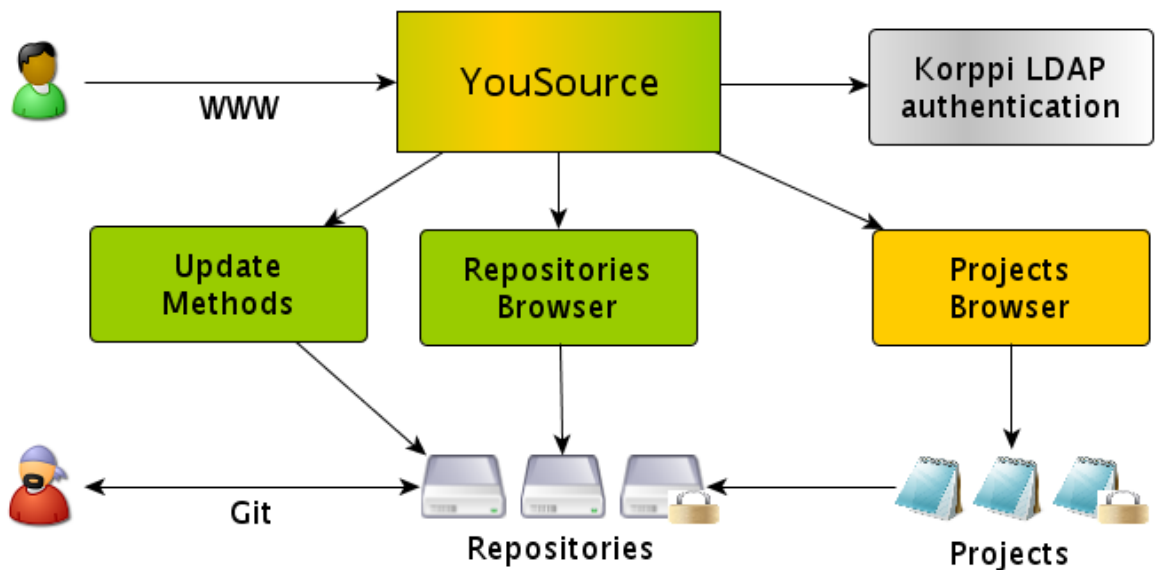 YouSource
Korppi LDAP
authentication
WWW
Update
Methods
Repositories
Browser
Projects
Browser
Git
Repositories
Projects